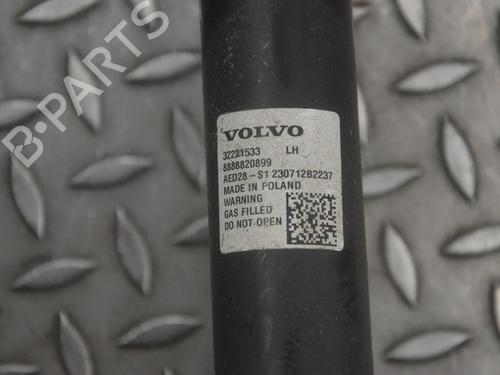 B-PARTS
VOLVO
32221533 LH
8888820899
AED28-S1 230712B2237
MADE IN POLAND
WARNING
GAS FILLED
DO NOT OPEN